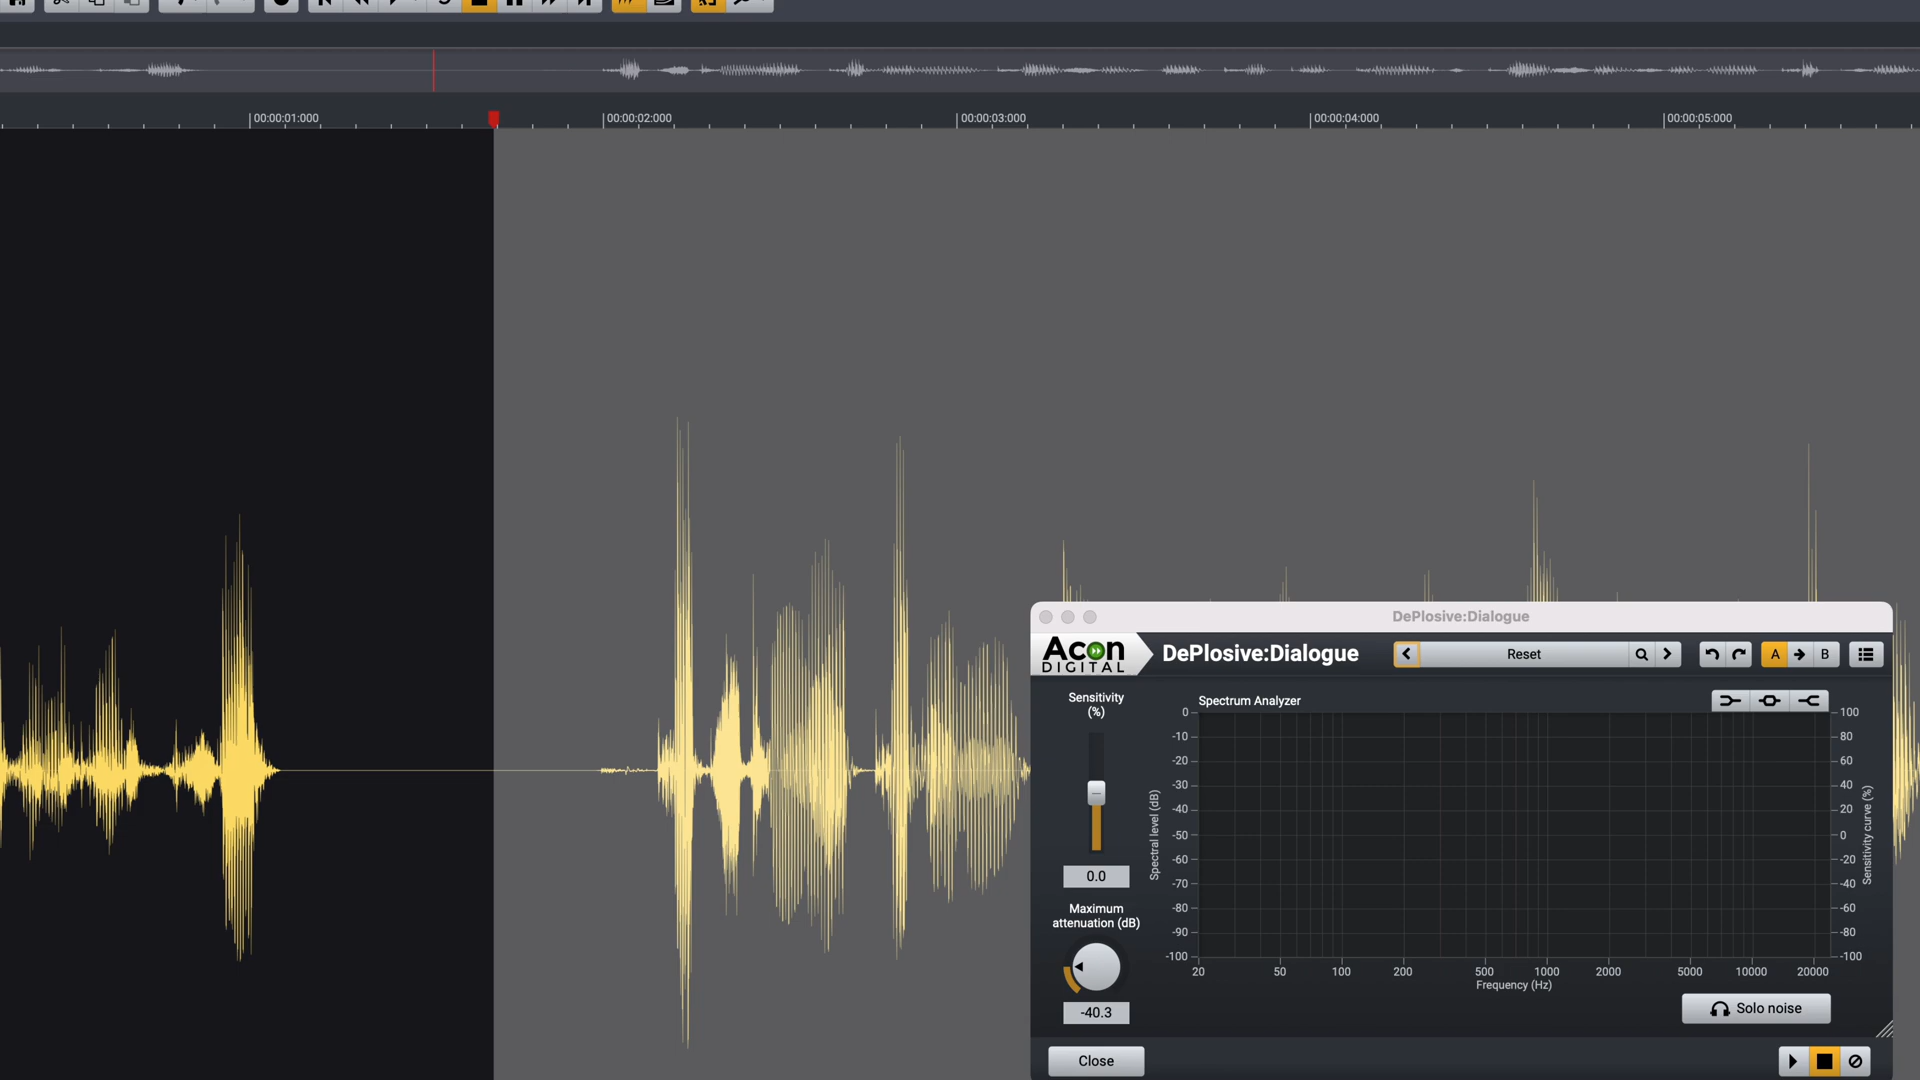 00:00:01:000
00:00:02:000
00:00:03:000
00:00:04:000
00:00:05:000
DePlosive:Dialogue
Acon
DIGITAL
DePlosive:Dialogue
Reset
A
B
Sensitivity
(%)
0.0
Maximum
attenuation (dB)
-40.3
Spectrum Analyzer
Spectral level (dB)
0
-10
-20
-30
-40
-50
-60
-70
-80
-90
-100
100
80
60
40
20
0
-20
-40
-60
-80
-100
Sensitivity curve (%)
20 50 100 200 500 1000 2000 5000 10000 20000
Frequency (Hz)
Solo noise
Close